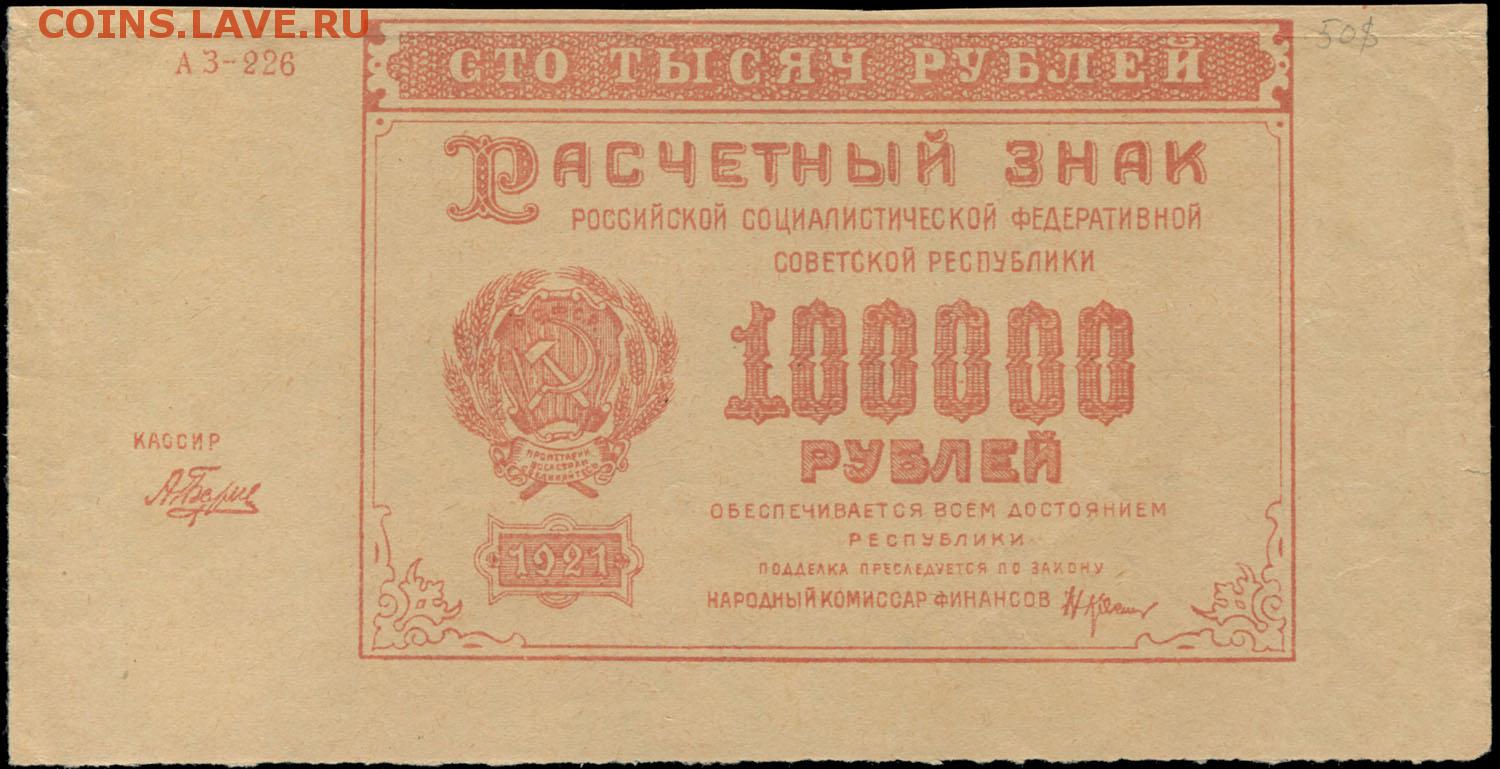 COINS.LAVE.RU
50$
АЗ-226
СТО ТЫСЯЧ РУБЛЕЙ
РАСЧЕТНЫЙ ЗНАК
РОССИЙСКОЙ СОЦИАЛИСТИЧЕСКОЙ ФЕДЕРАТИВНОЙ
СОВЕТСКОЙ РЕСПУБЛИКИ
100000
РУБЛЕЙ
КАССИР
1921
ОБЕСПЕЧИВАЕТСЯ ВСЕМ ДОСТОЯНИЕМ
РЕСПУБЛИКИ
ПОДДЕЛКА ПРЕСЛЕДУЕТСЯ ПО ЗАКОНУ
НАРОДНЫЙ КОМИССАР ФИНАНСОВ